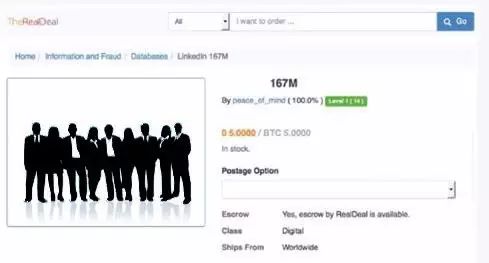 TheRealDeal
All
I want to order ...
Go
Home / Information and Fraud / Databases / LinkedIn 167M
167M
By peace_of_mind ( 100.0% ) Level 1 ( 14 )
0 5.0000 / BTC 5.0000
In stock.
Postage Option
Escrow Yes, escrow by RealDeal is available.
Class Digital
Ships From Worldwide